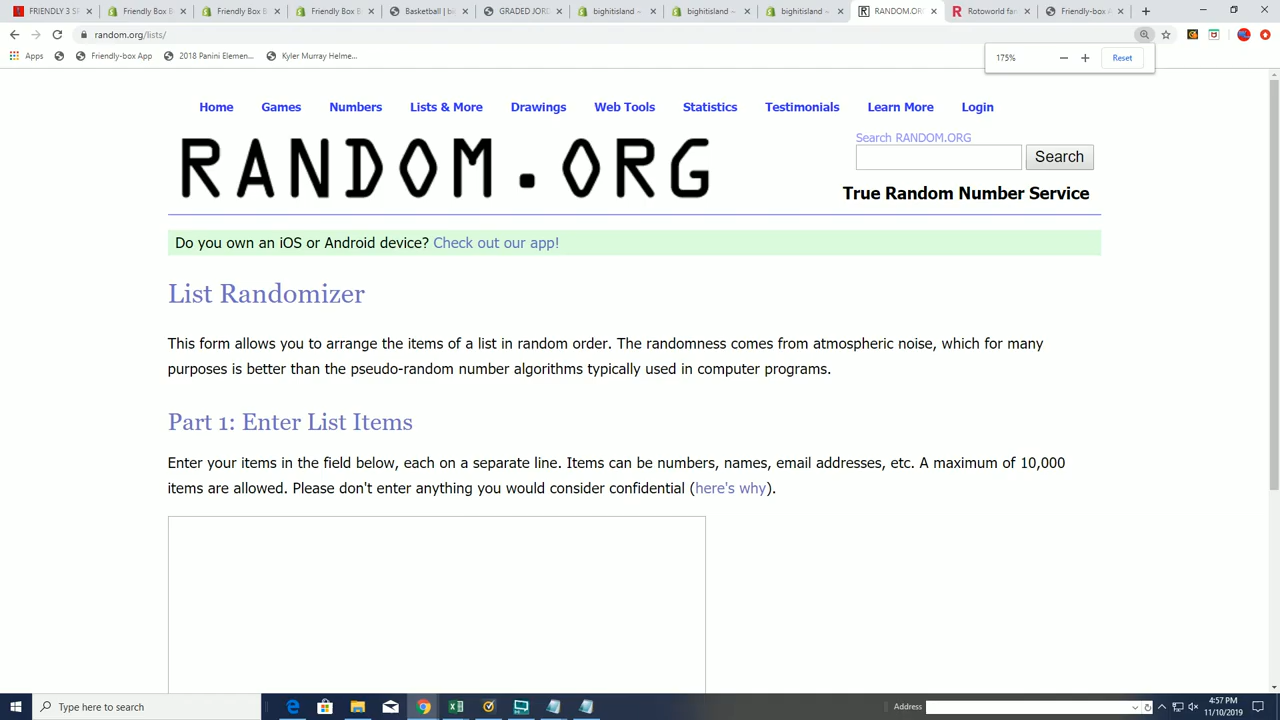 FRIENDLY 3 SP
Friendly Box B
Friendly Box B
Friendly Box B
Basketball | bi
GRADED JORD
bighitisland –
bighitisland –
bighitisland –
RANDOM.OR
Rotoworld fan
Friendly-box A
random.org/lists/
Apps
Friendly-box App
2018 Panini Elemen...
Kyler Murray Helme...
175%
Reset
Home Games Numbers Lists & More Drawings Web Tools Statistics Testimonials Learn More Login
RANDOM.ORG
Search RANDOM.ORG
Search
True Random Number Service
Do you own an iOS or Android device? Check out our app!
List Randomizer
This form allows you to arrange the items of a list in random order. The randomness comes from atmospheric noise, which for many
purposes is better than the pseudo-random number algorithms typically used in computer programs.
Part 1: Enter List Items
Enter your items in the field below, each on a separate line. Items can be numbers, names, email addresses, etc. A maximum of 10,000
items are allowed. Please don't enter anything you would consider confidential (here's why).
Type here to search
Address
4:57 PM
11/10/2019